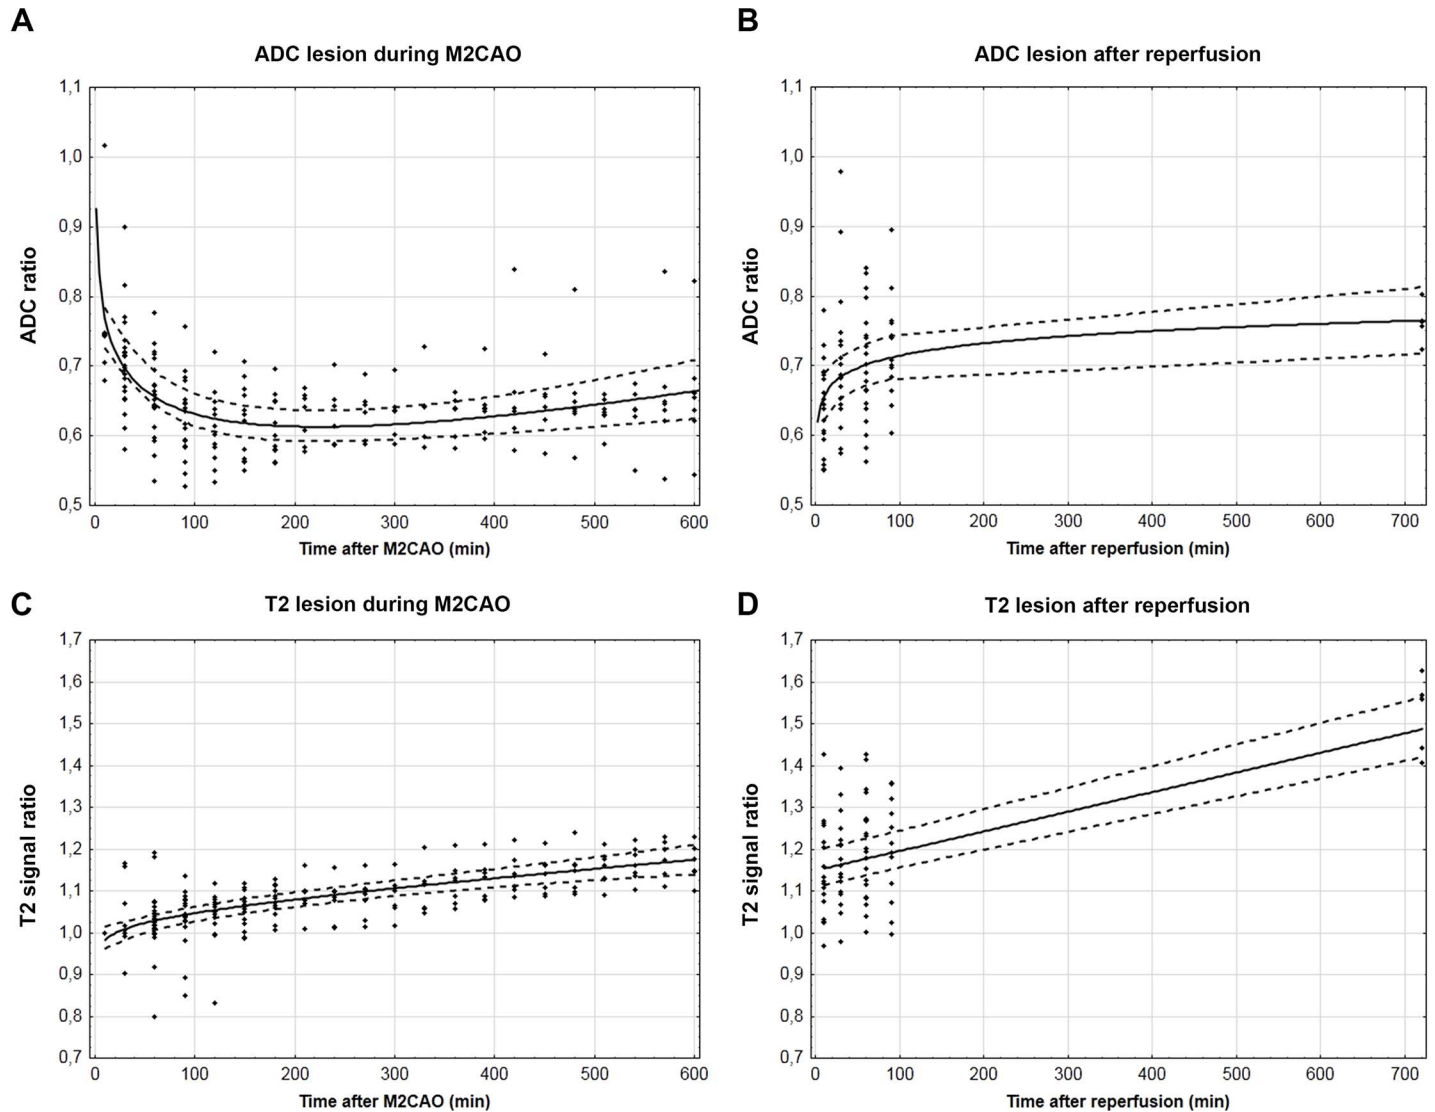 A
ADC lesion during M2CAO
1,1
1,0
0,9
0,8
0,7
0,6
0,5
ADC ratio
0 100 200 300 400 500 600
Time after M2CAO (min)
B
ADC lesion after reperfusion
1,1
1,0
0,9
0,8
0,7
0,6
0,5
ADC ratio
0 100 200 300 400 500 600 700
Time after reperfusion (min)
C
T2 lesion during M2CAO
1,7
1,6
1,5
1,4
1,3
1,2
1,1
1,0
0,9
0,8
0,7
T2 signal ratio
0 100 200 300 400 500 600
Time after M2CAO (min)
D
T2 lesion after reperfusion
1,7
1,6
1,5
1,4
1,3
1,2
1,1
1,0
0,9
0,8
0,7
T2 signal ratio
0 100 200 300 400 500 600 700
Time after reperfusion (min)